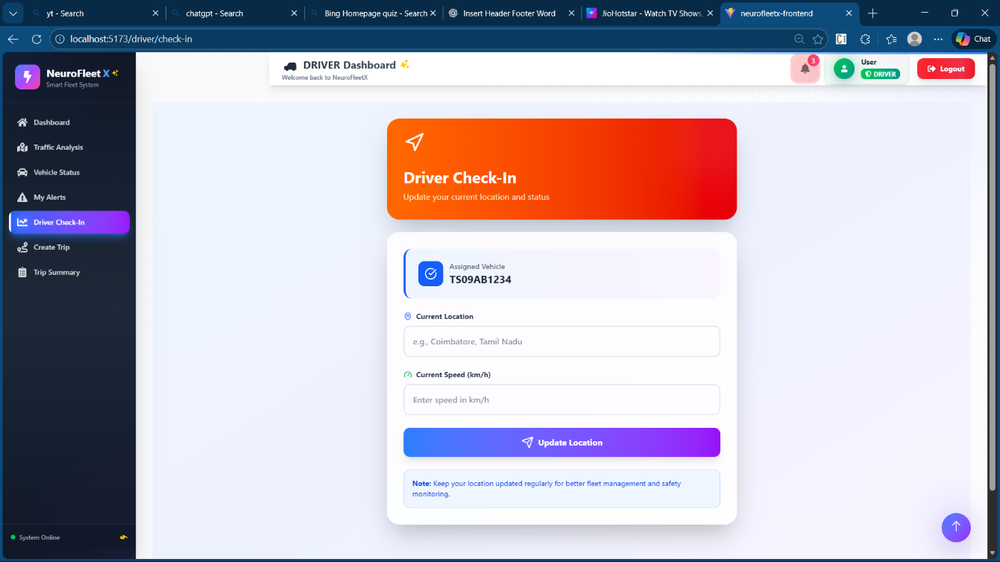 yt - Search
chatgpt - Search
Bing Homepage quiz - Search
Insert Header Footer Word
JioHotstar - Watch TV Shows,
neurofleetx-frontend
localhost:5173/driver/check-in
Chat
NeuroFleet X
Smart Fleet System
DRIVER Dashboard
Welcome back to NeuroFleetX
3
User
DRIVER
Logout
Dashboard
Traffic Analysis
Vehicle Status
My Alerts
Driver Check-In
Create Trip
Trip Summary
System Online
Driver Check-In
Update your current location and status
Assigned Vehicle
TS09AB1234
Current Location
e.g., Coimbatore, Tamil Nadu
Current Speed (km/h)
Enter speed in km/h
Update Location
Note: Keep your location updated regularly for better fleet management and safety
monitoring.